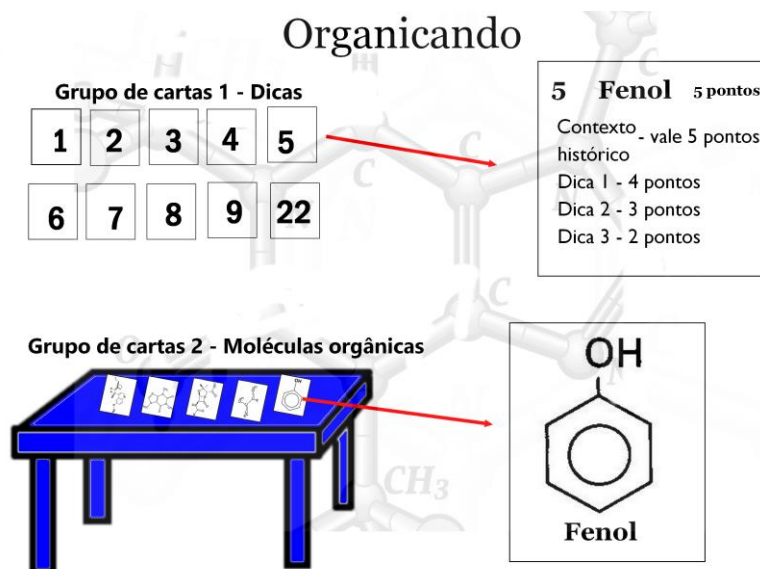 Organicando
Grupo de cartas 1 - Dicas
1 2 3 4 5
6 7 8 9 22
5 Fenol 5 pontos
Contexto histórico - vale 5 pontos
Dica 1 - 4 pontos
Dica 2 - 3 pontos
Dica 3 - 2 pontos
Grupo de cartas 2 - Moléculas orgânicas
OH
Fenol
C
C
N
C
C
CH3